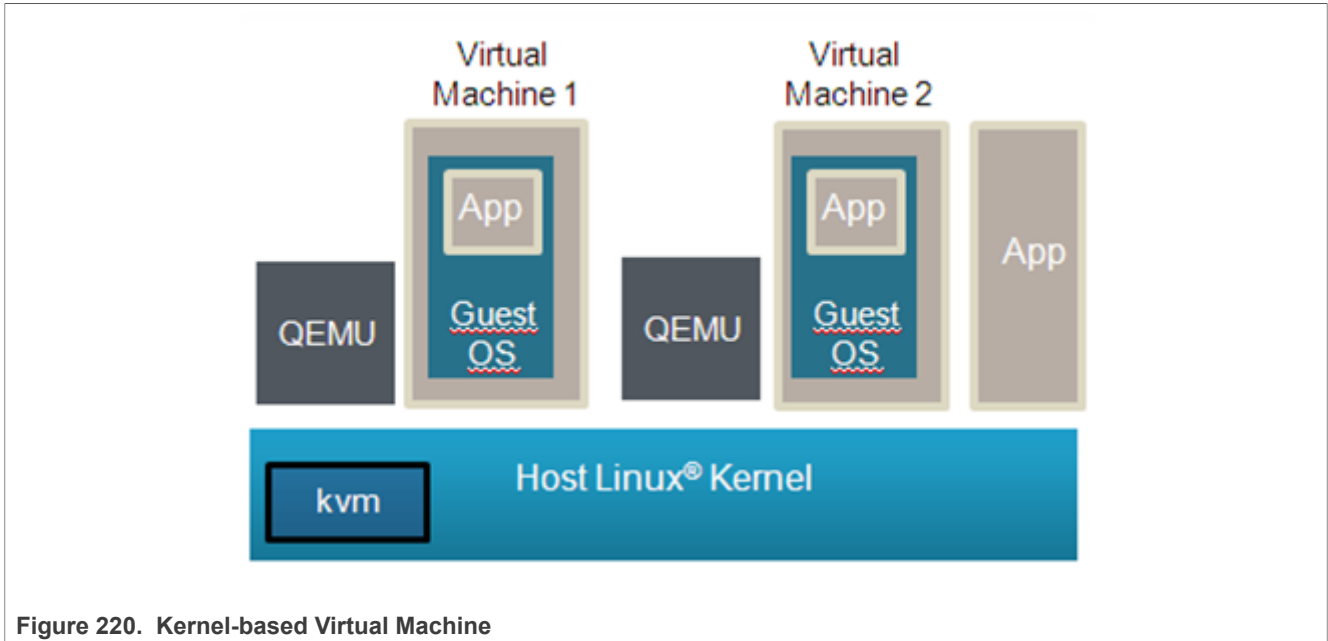 Virtual
Machine 1
Virtual
Machine 2
App
App
App
QEMU
Guest
OS
QEMU
Guest
OS
Host Linux® Kernel
kvm
Figure 220. Kernel-based Virtual Machine